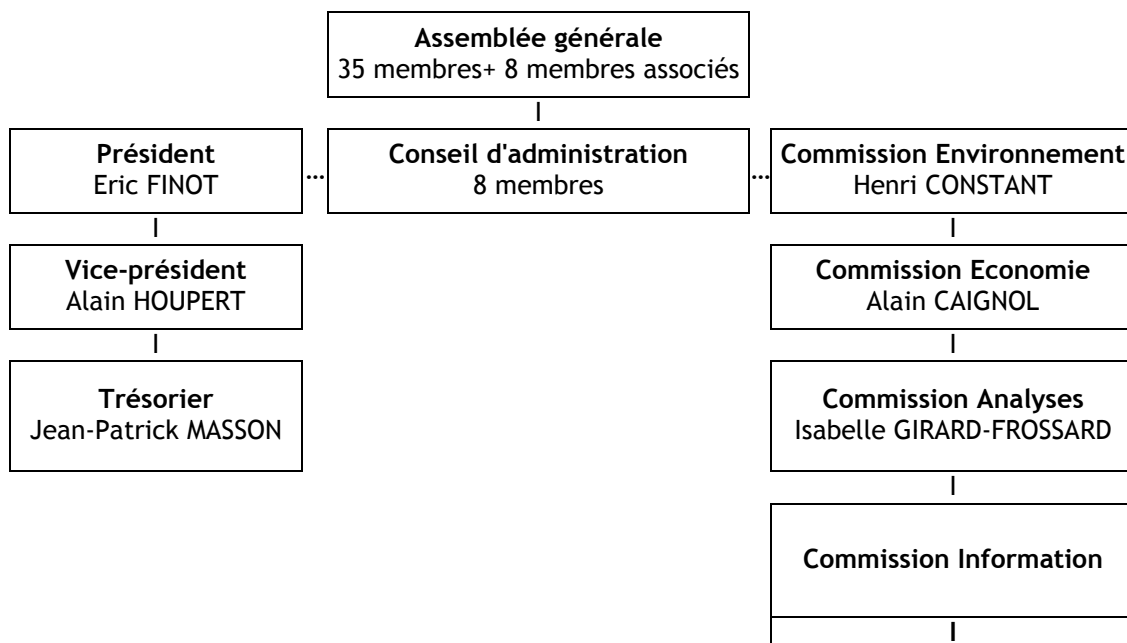 Assemblée générale
35 membres+ 8 membres associés
Président
Eric FINOT
...
Conseil d'administration
8 membres
...
Commission Environnement
Henri CONSTANT
Vice-président
Alain HOUPERT
Commission Economie
Alain CAIGNOL
Trésorier
Jean-Patrick MASSON
Commission Analyses
Isabelle GIRARD-FROSSARD
Commission Information